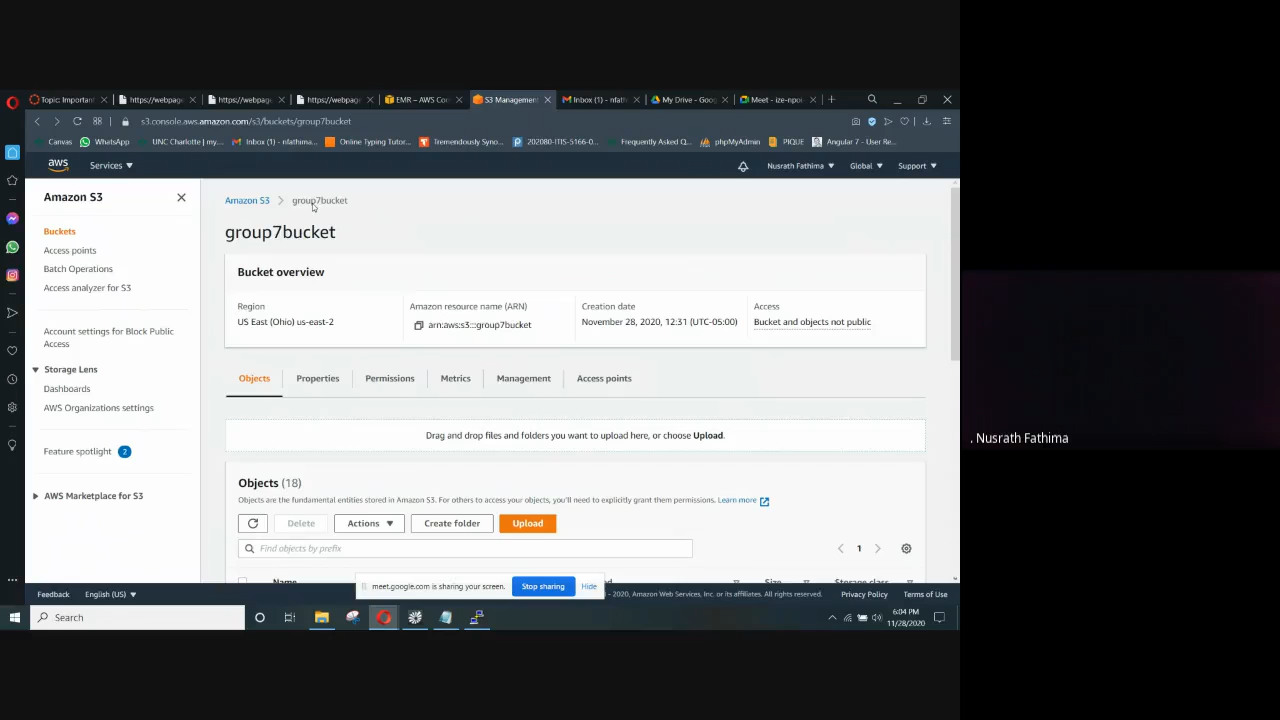 Topic: Important
https://webpage
https://webpage
https://webpage
EMR – AWS Co
S3 Managemen
Inbox (1) - nfath
My Drive - Goo
Meet - ize-npo
s3.console.aws.amazon.com/s3/buckets/group7bucket
Canvas
WhatsApp
UNC Charlotte | my...
Inbox (1) - nfathima...
Online Typing Tutor...
Tremendously Syno...
202080-ITIS-5166-0...
Frequently Asked Q...
phpMyAdmin
PIQUE
Angular 7 - User Re...
aws
Services
Nusrath Fathima
Global
Support
Amazon S3
Buckets
Access points
Batch Operations
Access analyzer for S3
Account settings for Block Public
Access
Storage Lens
Dashboards
AWS Organizations settings
Feature spotlight 2
AWS Marketplace for S3
Amazon S3 > group7bucket
group7bucket
Bucket overview
Region
US East (Ohio) us-east-2
Amazon resource name (ARN)
arn:aws:s3:::group7bucket
Creation date
November 28, 2020, 12:31 (UTC-05:00)
Access
Bucket and objects not public
Objects
Properties
Permissions
Metrics
Management
Access points
Drag and drop files and folders you want to upload here, or choose Upload.
Objects (18)
Objects are the fundamental entities stored in Amazon S3. For others to access your objects, you'll need to explicitly grant them permissions. Learn more
Delete
Actions
Create folder
Upload
Find objects by prefix
1
Name
Size
Storage class
meet.google.com is sharing your screen.
Stop sharing
Hide
Feedback
English (US)
- 2020, Amazon Web Services, Inc. or its affiliates. All rights reserved.
Privacy Policy
Terms of Use
Search
6:04 PM
11/28/2020
. Nusrath Fathima